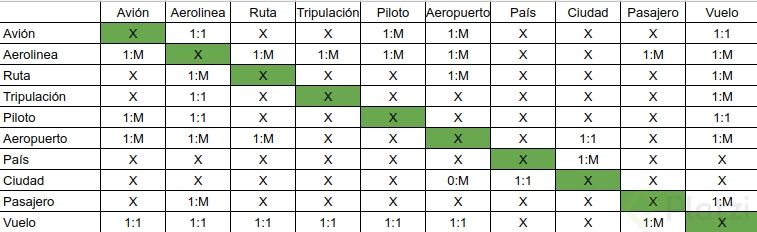 Avión Aerolinea Ruta Tripulación Piloto Aeropuerto País Ciudad Pasajero Vuelo
Avión X 1:1 X X 1:M 1:M X X X 1:1
Aerolinea 1:M X 1:M 1:M 1:M 1:M X X 1:M 1:M
Ruta X 1:M X X X 1:M X X X 1:M
Tripulación X 1:1 X X X X X X X 1:M
Piloto 1:M 1:1 X X X X X X X 1:1
Aeropuerto 1:M 1:M 1:M X X X X 1:1 X 1:M
País X X X X X X X 1:M X X
Ciudad X X X X X 0:M 1:1 X X X
Pasajero X 1:M X X X X X X X 1:M
Vuelo 1:1 1:1 1:1 1:1 1:1 1:1 X X 1:M X
Platzi